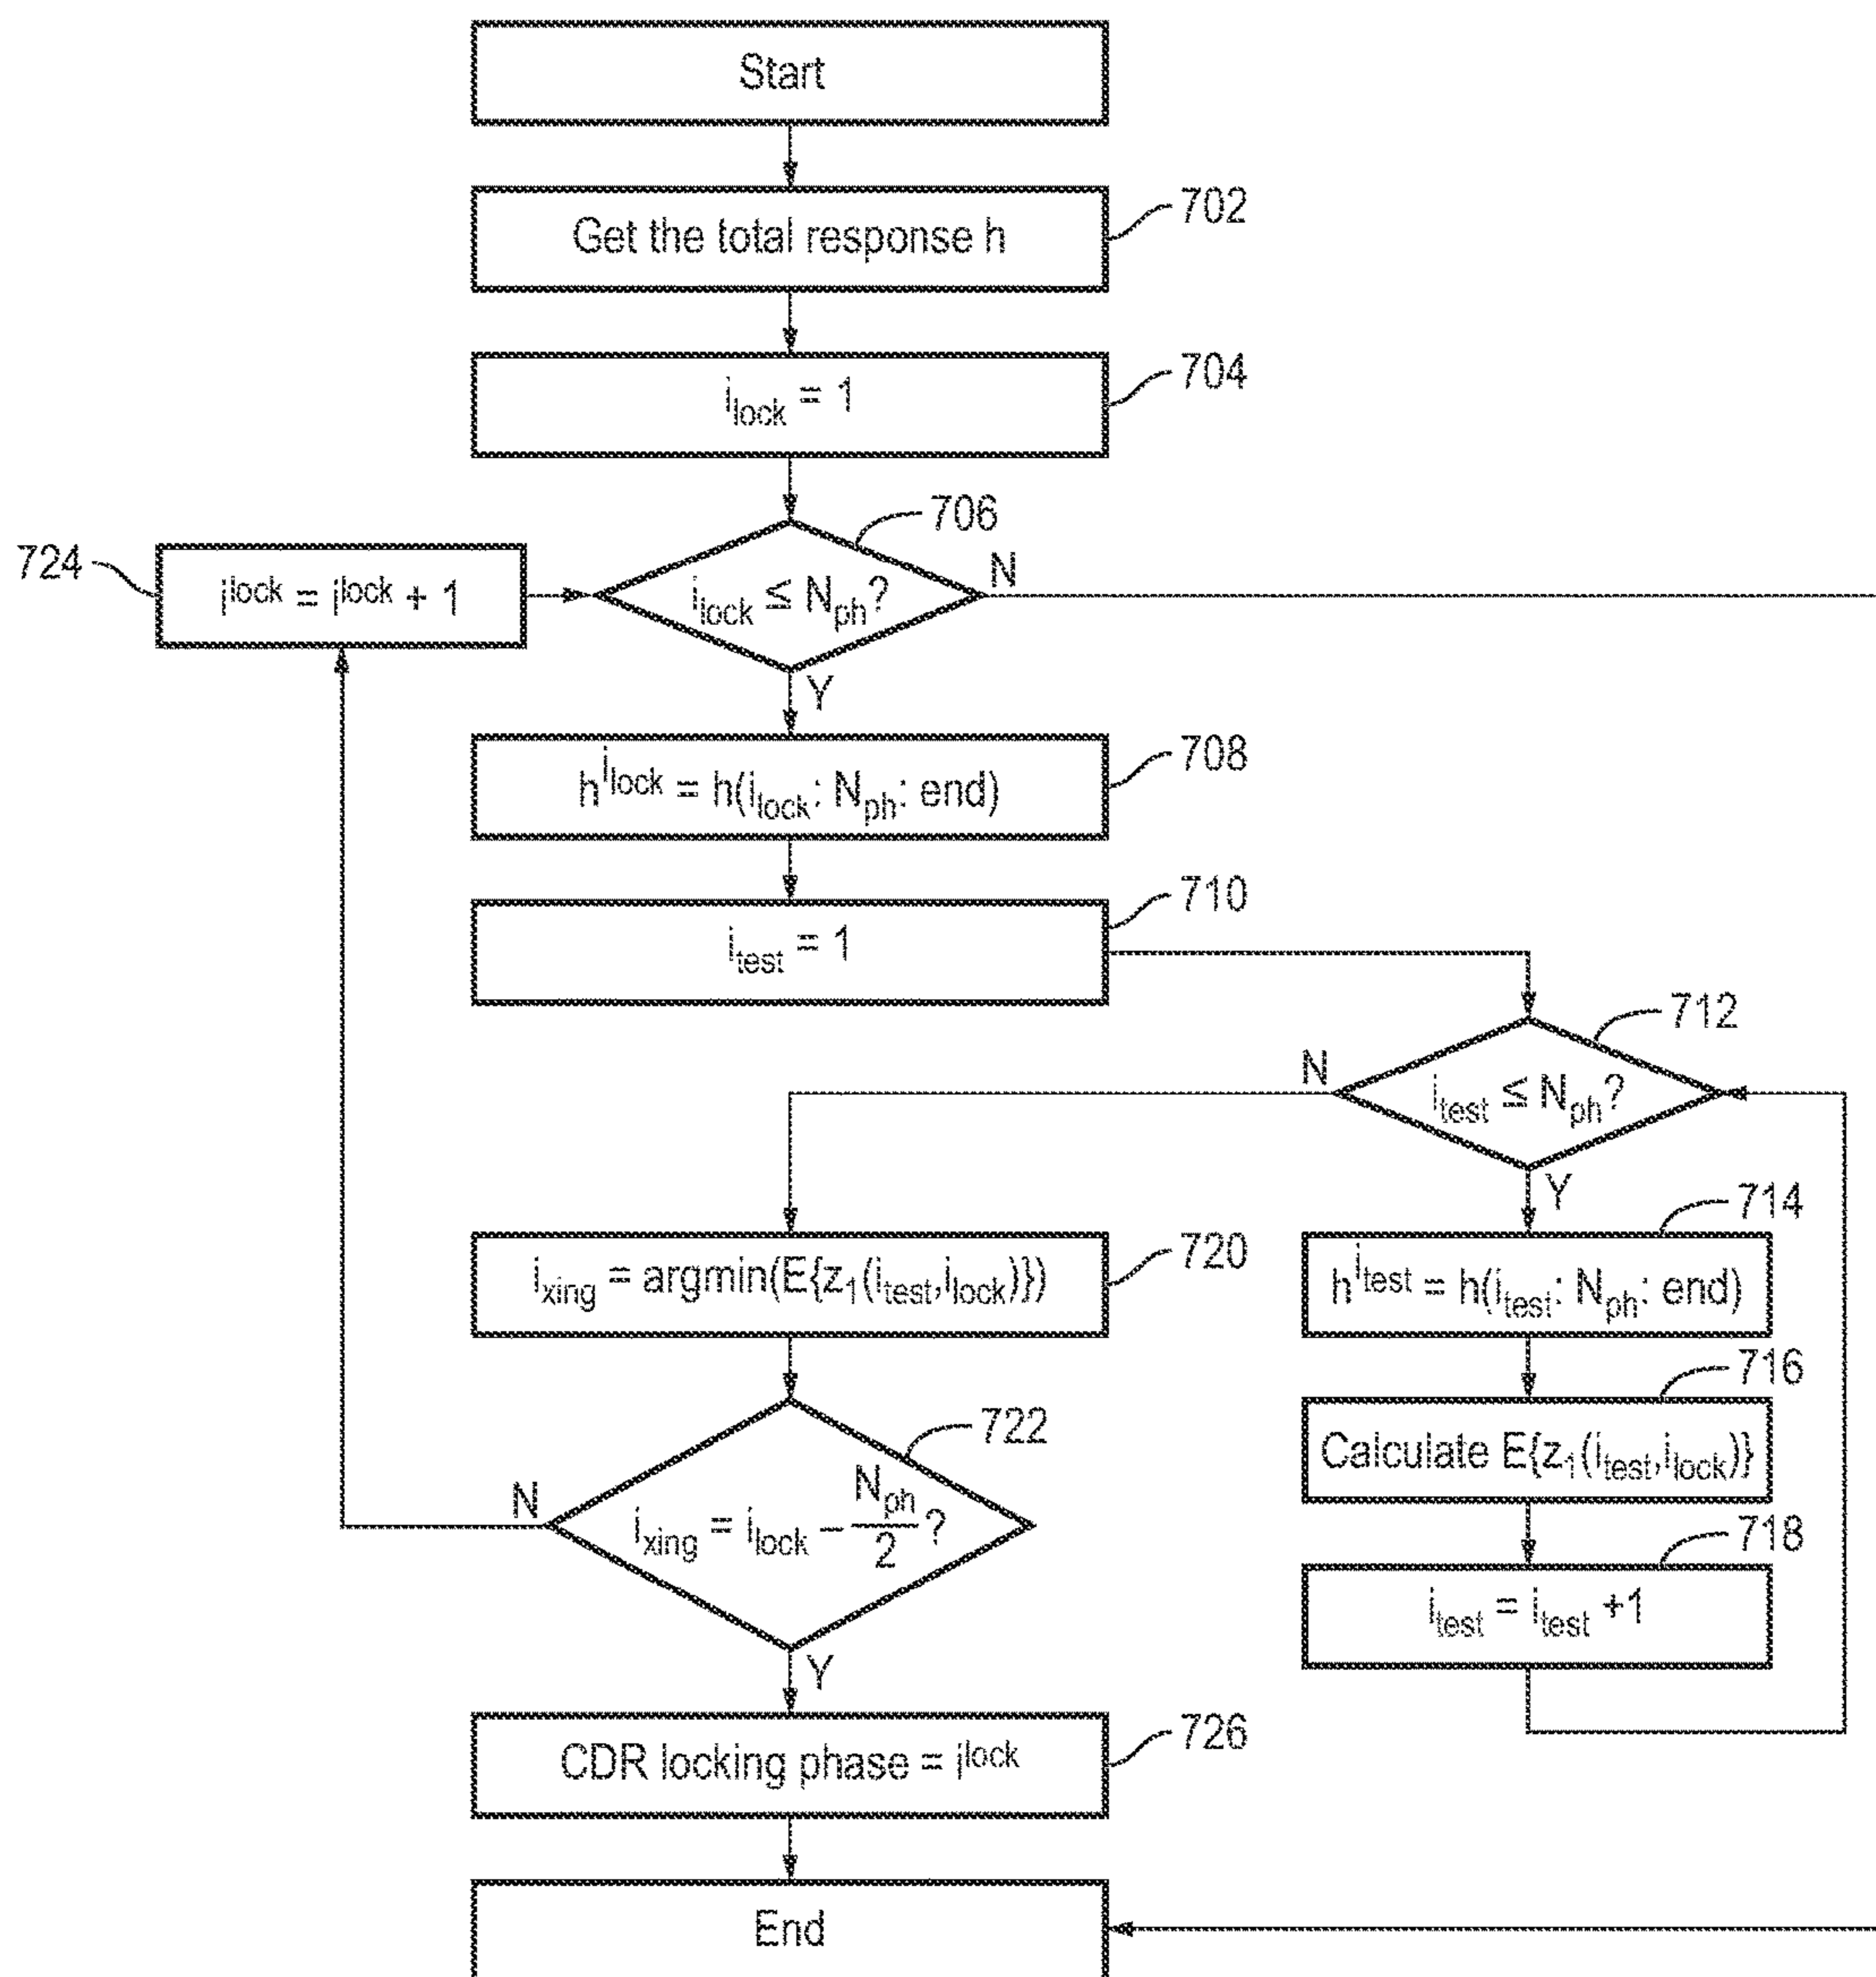 Start
Get the total response h
702
i_lock = 1
704
706
i_lock ≤ N_ph?
N
Y
724
i^lock = i^lock + 1
h^i_lock = h(i_lock: N_ph: end)
708
i_test = 1
710
712
i_test ≤ N_ph?
N
Y
714
h^i_test = h(i_test: N_ph: end)
716
Calculate E{z_1(i_test,i_lock)}
718
i_test = i_test +1
i_xing = argmin(E{z_1(i_test,i_lock)})
720
722
i_xing = i_lock − N_ph/2 ?
N
Y
CDR locking phase = i^lock
726
End